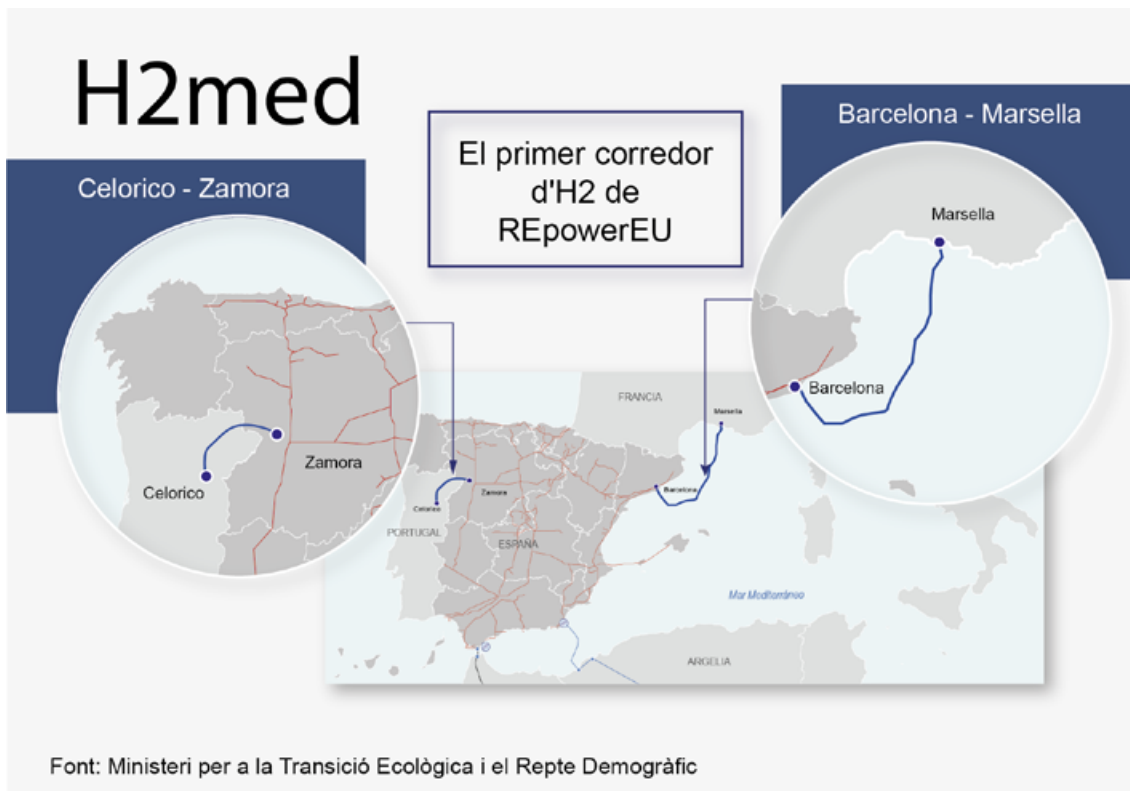 H2med
Celorico - Zamora
El primer corredor
d'H2 de
REpowerEU
Barcelona - Marsella
Zamora
Celorico
Marsella
Barcelona
FRANCIA
Marsella
Barcelona
Zamora
Celorico
PORTUGAL
ESPAÑA
Mar Mediterráneo
ARGELIA
Font: Ministeri per a la Transició Ecològica i el Repte Demogràfic